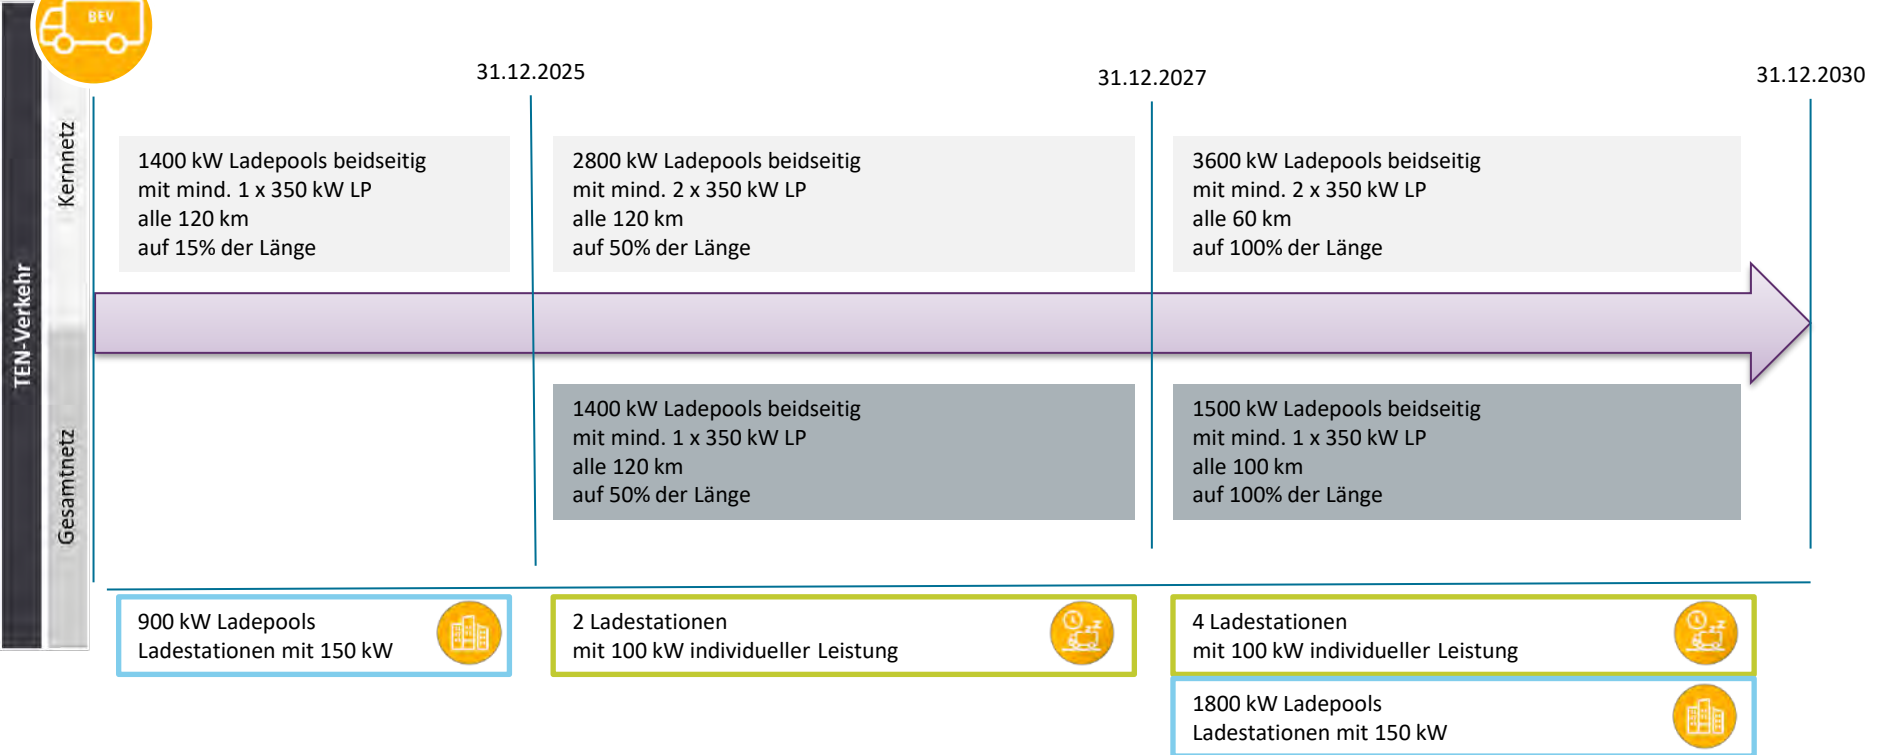 BEV
31.12.2025
31.12.2027
31.12.2030
TEN-Verkehr
Kernnetz
1400 kW Ladepools beidseitig
mit mind. 1 x 350 kW LP
alle 120 km
auf 15% der Länge
2800 kW Ladepools beidseitig
mit mind. 2 x 350 kW LP
alle 120 km
auf 50% der Länge
3600 kW Ladepools beidseitig
mit mind. 2 x 350 kW LP
alle 60 km
auf 100% der Länge
Gesamtnetz
1400 kW Ladepools beidseitig
mit mind. 1 x 350 kW LP
alle 120 km
auf 50% der Länge
1500 kW Ladepools beidseitig
mit mind. 1 x 350 kW LP
alle 100 km
auf 100% der Länge
900 kW Ladepools
Ladestationen mit 150 kW
2 Ladestationen
mit 100 kW individueller Leistung
4 Ladestationen
mit 100 kW individueller Leistung
1800 kW Ladepools
Ladestationen mit 150 kW